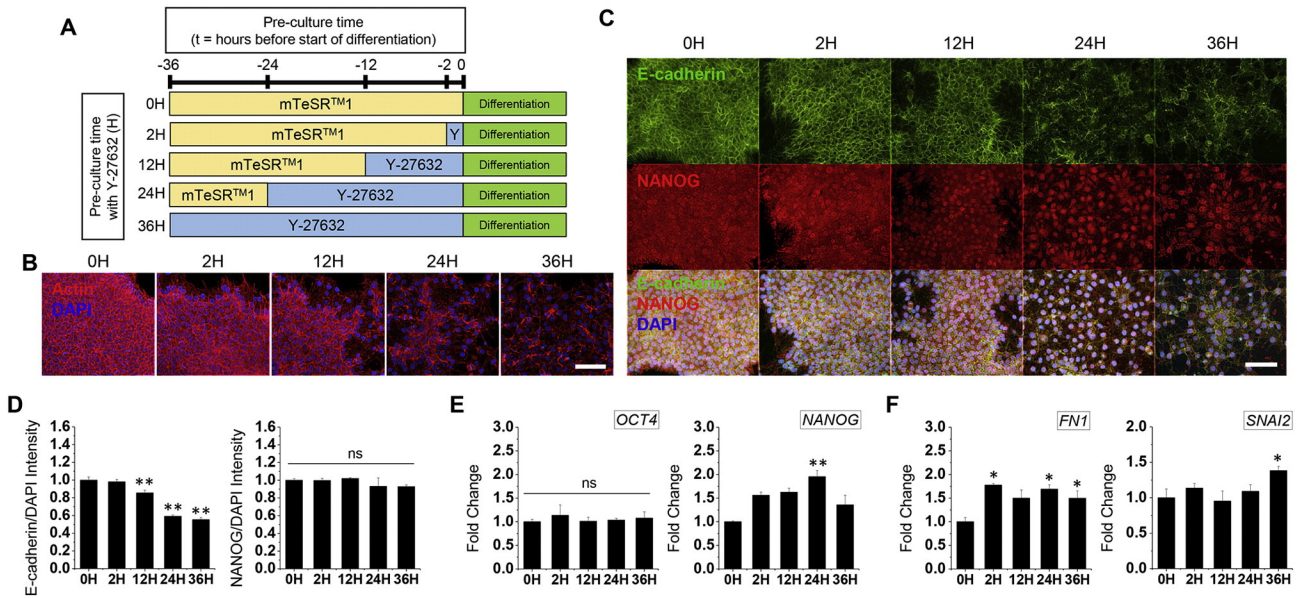 A
Pre-culture time
(t = hours before start of differentiation)
-36 -24 -12 -2 0
Pre-culture time
with Y-27632 (H)
0H mTeSR™1 Differentiation
2H mTeSR™1 Y Differentiation
12H mTeSR™1 Y-27632 Differentiation
24H mTeSR™1 Y-27632 Differentiation
36H Y-27632 Differentiation
B
0H 2H 12H 24H 36H
Actin
DAPI
C
0H 2H 12H 24H 36H
E-cadherin
NANOG
E-cadherin
NANOG
DAPI
D
E-cadherin/DAPI Intensity
1.6
1.4
1.2
1.0
0.8
0.6
0.4
0.2
0.0
** ** **
0H 2H 12H 24H 36H
NANOG/DAPI Intensity
1.6
1.4
1.2
1.0
0.8
0.6
0.4
0.2
0.0
ns
0H 2H 12H 24H 36H
E
OCT4
Fold Change
3.0
2.5
2.0
1.5
1.0
0.5
0.0
ns
0H 2H 12H 24H 36H
NANOG
Fold Change
3.0
2.5
2.0
1.5
1.0
0.5
0.0
**
0H 2H 12H 24H 36H
F
FN1
Fold Change
3.0
2.5
2.0
1.5
1.0
0.5
0.0
* * *
0H 2H 12H 24H 36H
SNAI2
Fold Change
2.0
1.5
1.0
0.5
0.0
*
0H 2H 12H 24H 36H